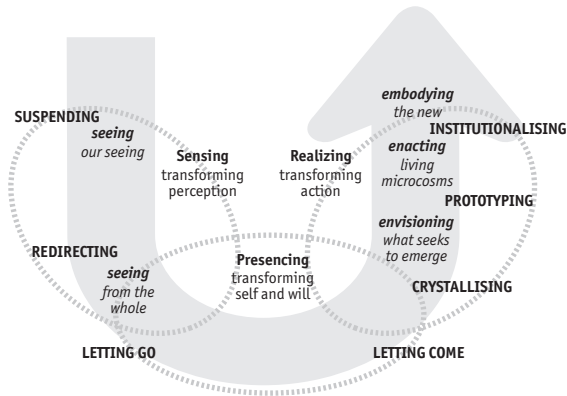 embodying
the new
SUSPENDING
INSTITUTIONALISING
seeing
our seeing
enacting
living
microcosms
Sensing
transforming
perception
Realizing
transforming
action
PROTOTYPING
envisioning
what seeks
to emerge
REDIRECTING
Presencing
transforming
self and will
seeing
from the
whole
CRYSTALLISING
LETTING GO
LETTING COME